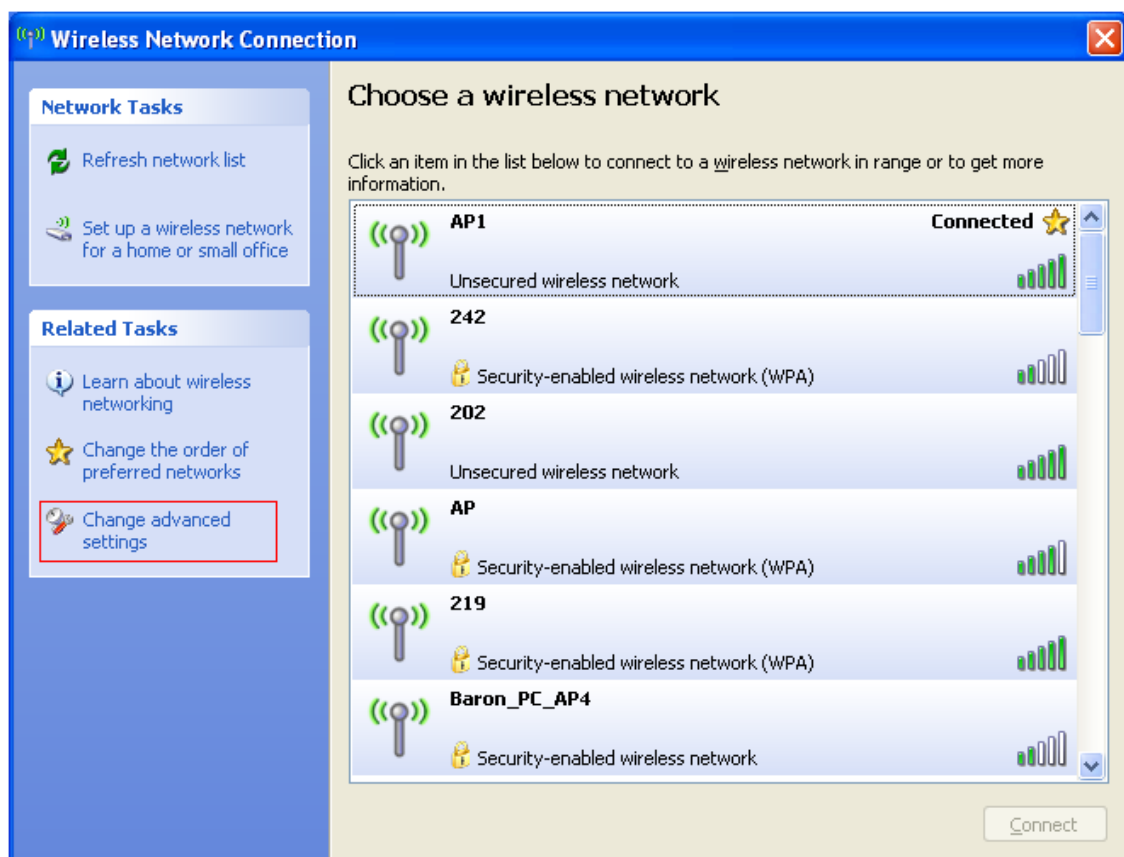 Wireless Network Connection
Network Tasks
Refresh network list
Set up a wireless network
for a home or small office
Related Tasks
Learn about wireless
networking
Change the order of
preferred networks
Change advanced
settings
Choose a wireless network
Click an item in the list below to connect to a wireless network in range or to get more
information.
AP1 Connected
Unsecured wireless network
242
Security-enabled wireless network (WPA)
202
Unsecured wireless network
AP
Security-enabled wireless network (WPA)
219
Security-enabled wireless network (WPA)
Baron_PC_AP4
Security-enabled wireless network
Connect